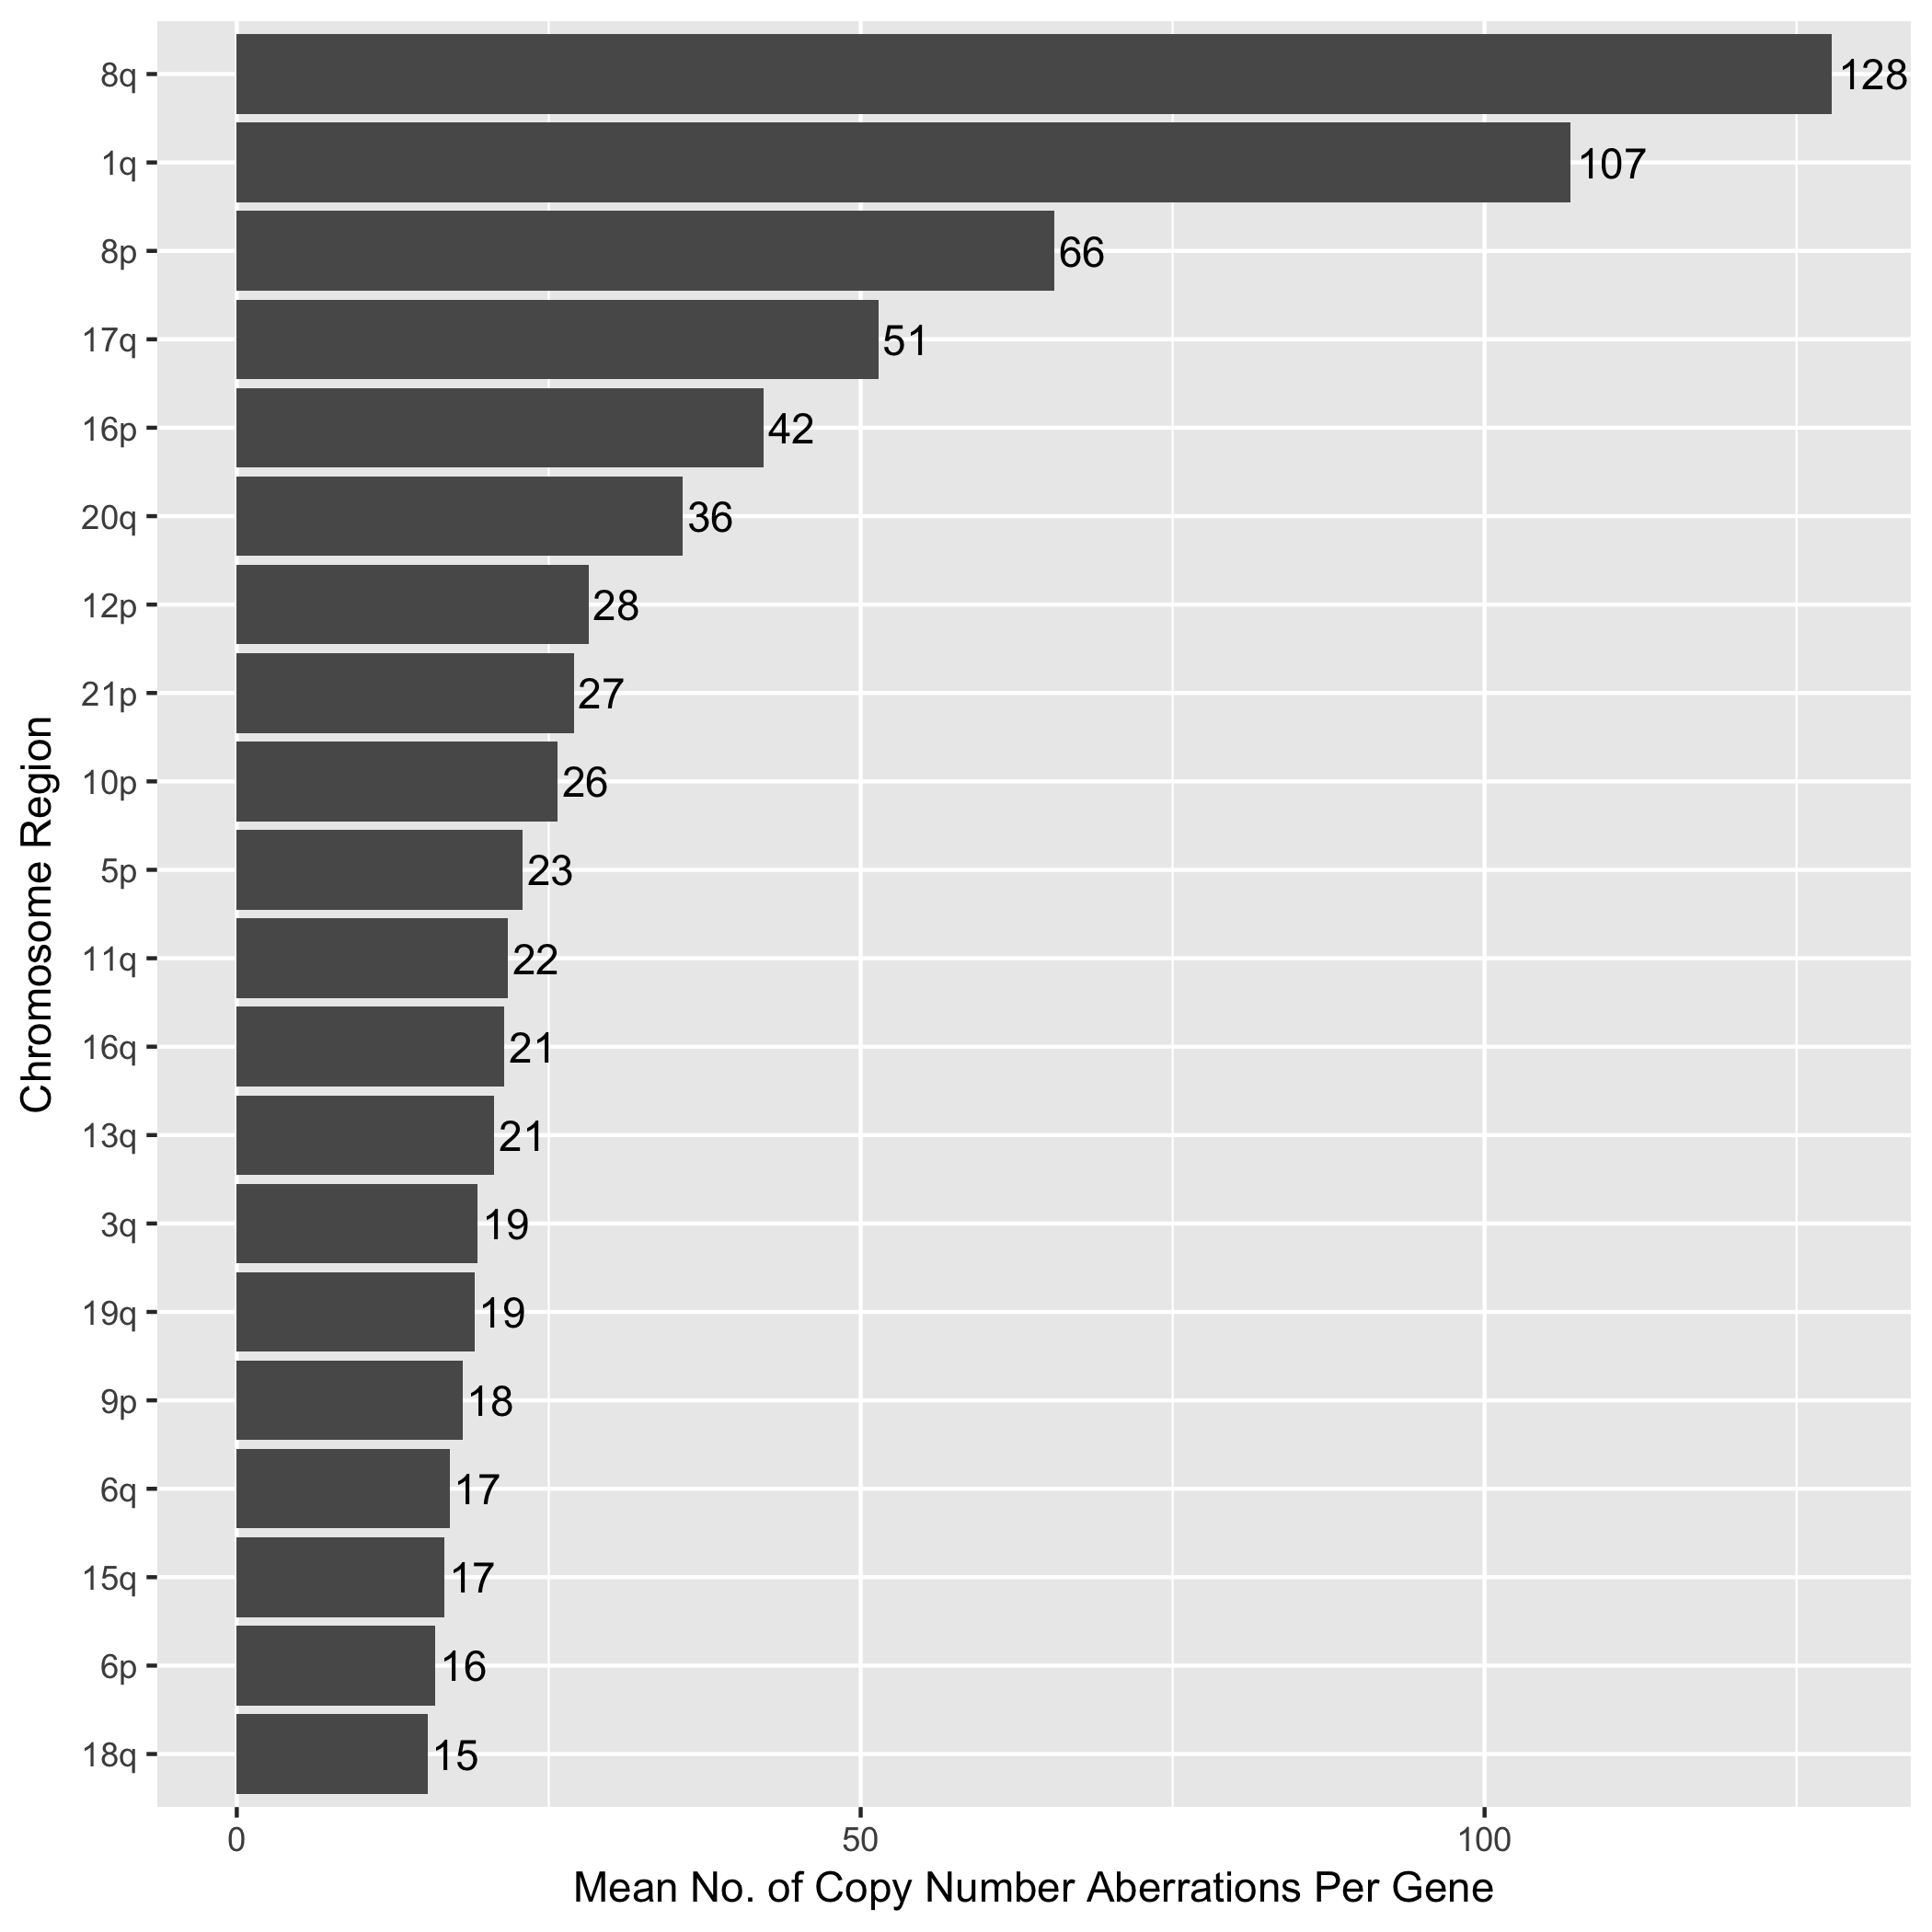 8q 128
1q 107
8p 66
17q 51
16p 42
20q 36
12p 28
21p 27
10p 26
5p 23
11q 22
16q 21
13q 21
3q 19
19q 19
9p 18
6q 17
15q 17
6p 16
18q 15
Chromosome Region
0 50 100
Mean No. of Copy Number Aberrations Per Gene